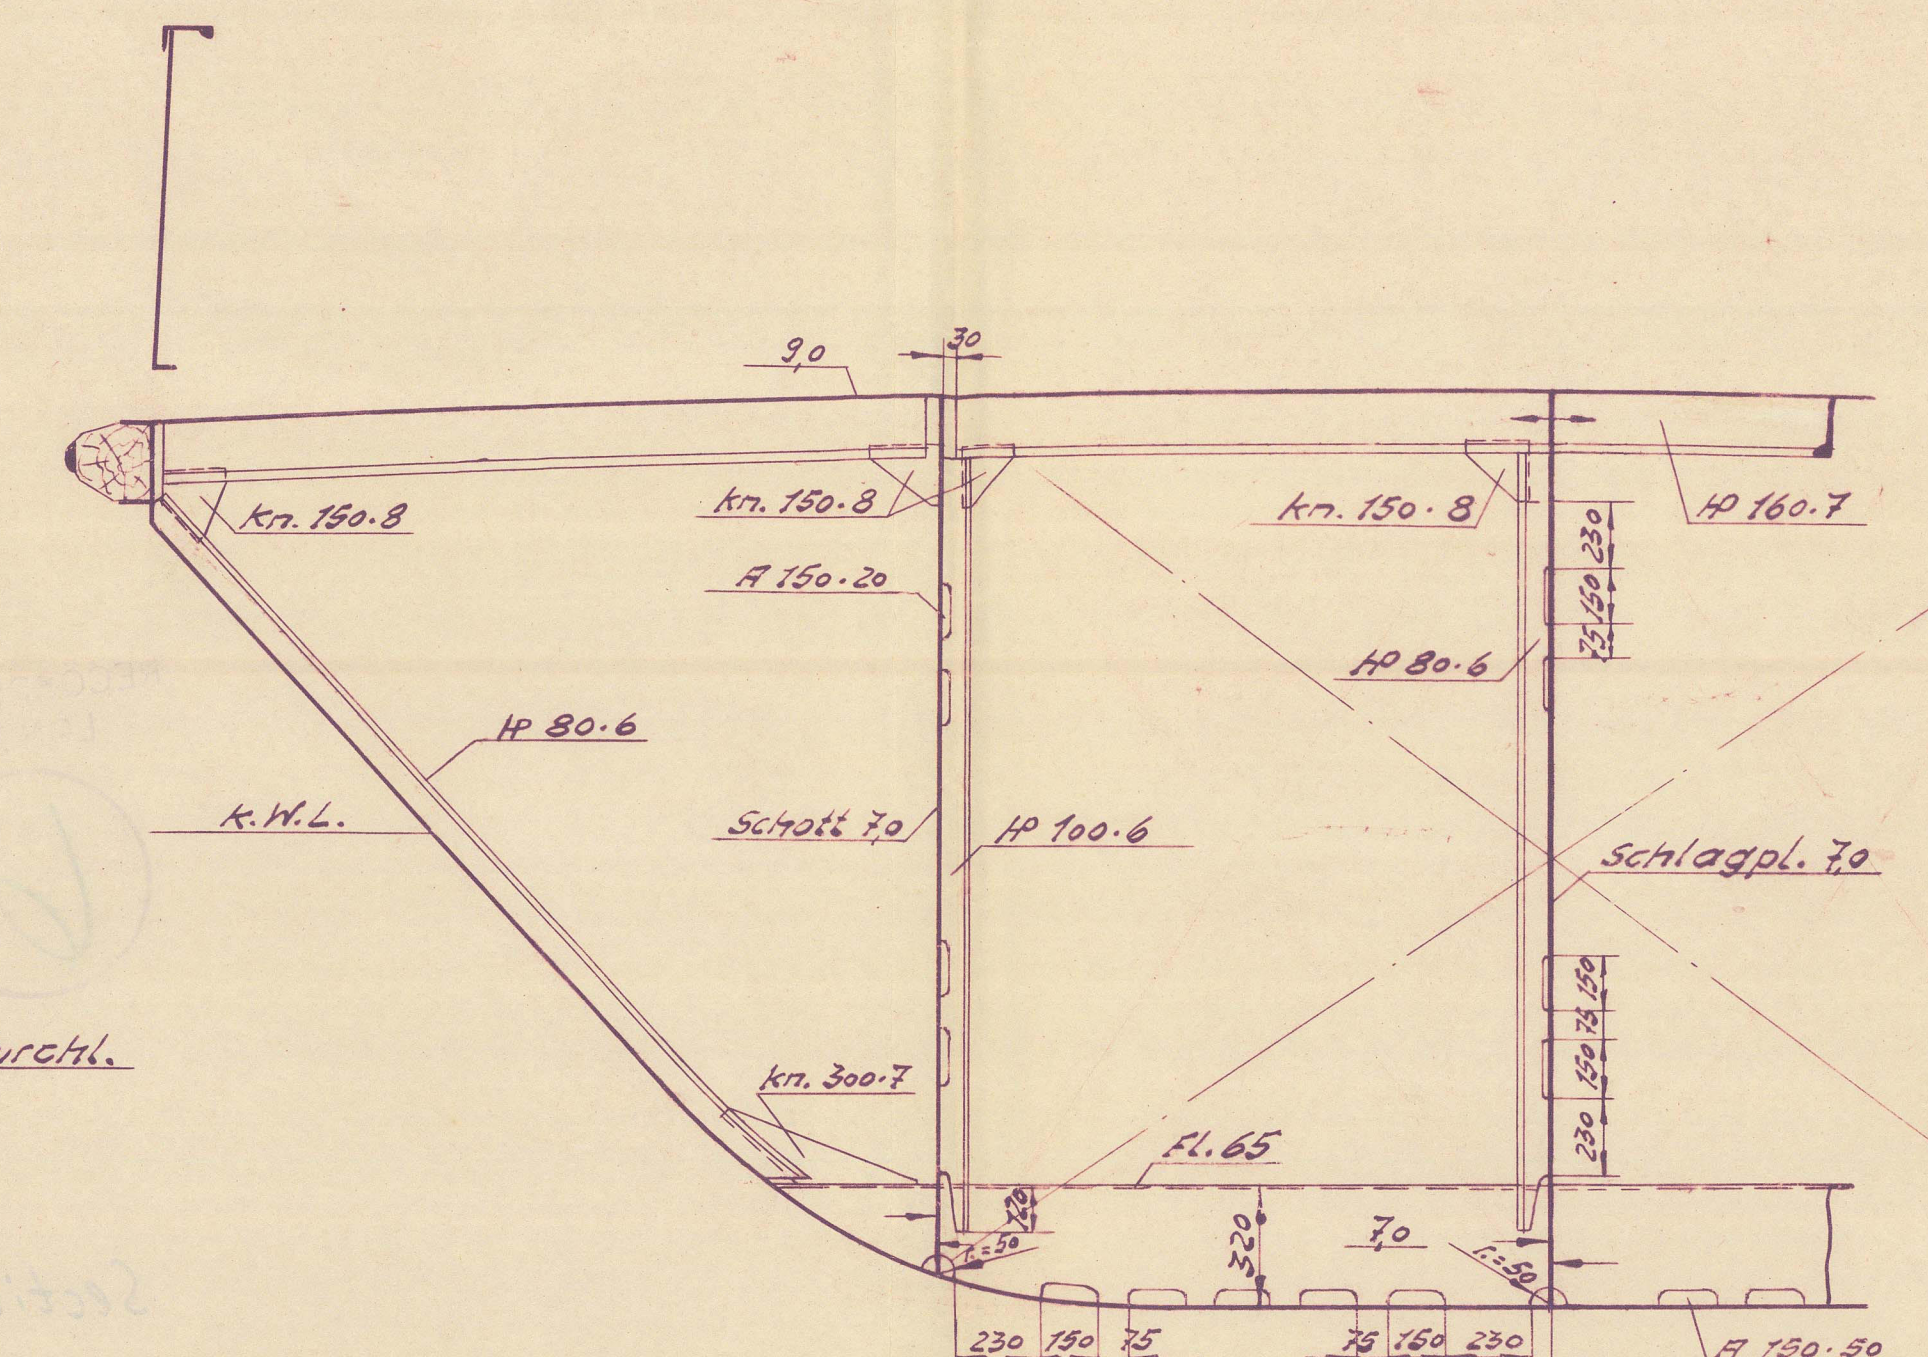 30
9,0
kn. 150·8
kn. 150·8
kn. 150·8
HP 160·7
230
A 150·20
150
75
HP 80·6
HP 80·6
K.W.L.
Schott 7,0
HP 100·6
Schlagpl. 7,0
150
75
150
urchl.
kn. 300·7
230
Fl. 65
120
320
7,0
r.=50
r.=50
230 150 75
75 150 230
A 150·50